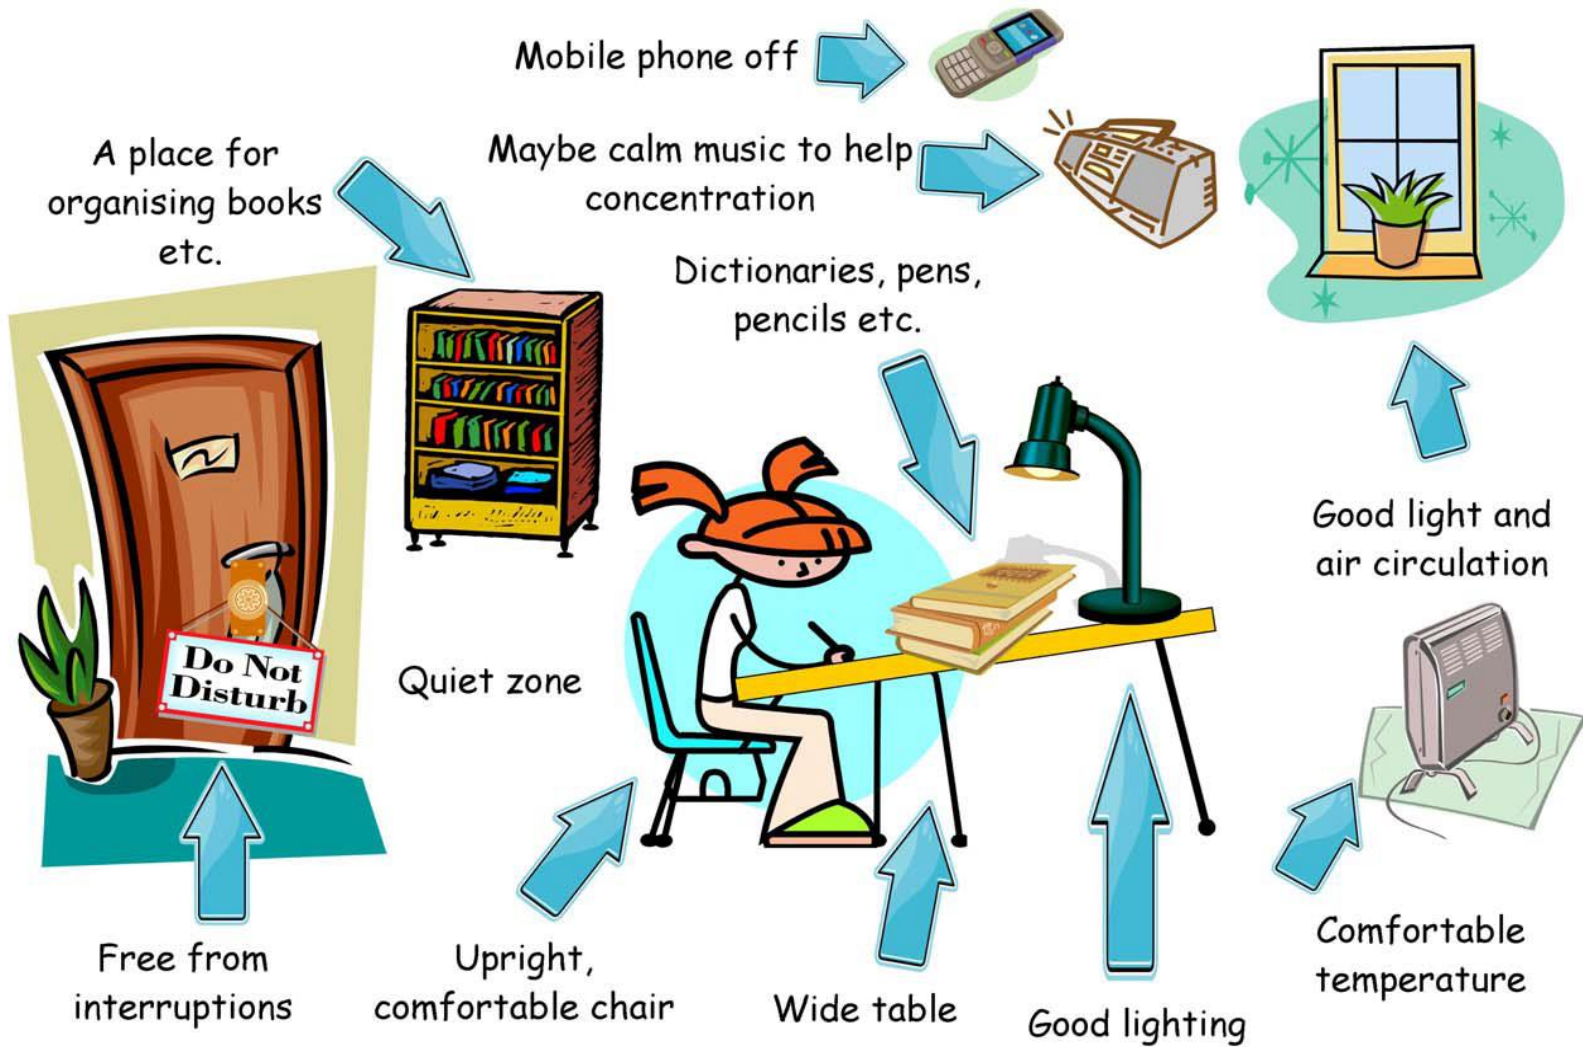 Mobile phone off
A place for
organising books
etc.
Maybe calm music to help
concentration
Dictionaries, pens,
pencils etc.
Good light and
air circulation
Do Not
Disturb
Quiet zone
Free from
interruptions
Upright,
comfortable chair
Wide table
Good lighting
Comfortable
temperature